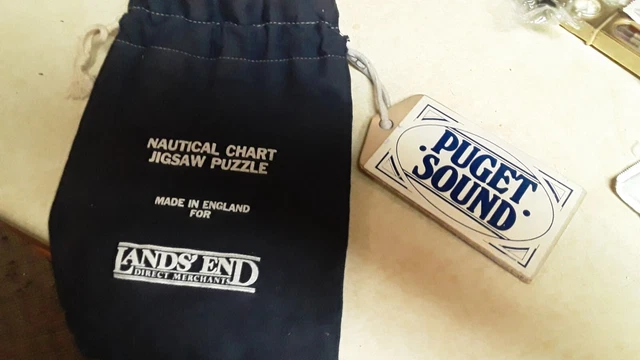 NAUTICAL CHART
JIGSAW PUZZLE
MADE IN ENGLAND
FOR
LANDS' END
DIRECT MERCHANTS
PUGET
SOUND